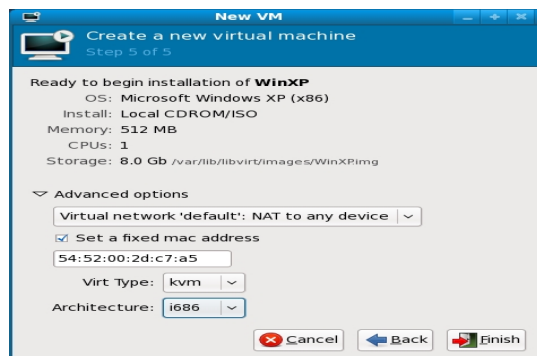 New VM
Create a new virtual machine
Step 5 of 5
Ready to begin installation of WinXP
OS: Microsoft Windows XP (x86)
Install: Local CDROM/ISO
Memory: 512 MB
CPUs: 1
Storage: 8.0 Gb /var/lib/libvirt/images/WinXP.img
Advanced options
Virtual network 'default': NAT to any device
Set a fixed mac address
54:52:00:2d:c7:a5
Virt Type: kvm
Architecture: i686
Cancel Back Finish